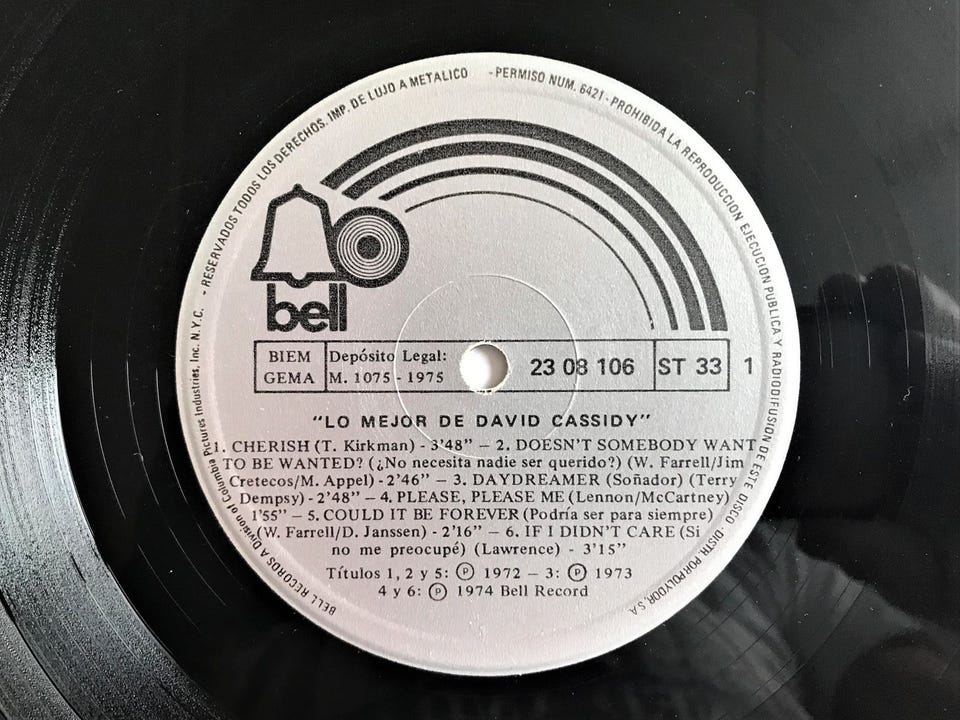 - RESERVADOS TODOS LOS DERECHOS. IMP. DE LUJO A METALICO - PERMISO NUM. 6421 - PROHIBIDA LA REPRODUCCION EJECUCION PUBLICA Y RADIODIFUSION DE ESTE DISCO - DISTR. POR POLYDOR, S.A.
bell
BIEM
GEMA
Depósito Legal:
M. 1075 - 1975
23 08 106
ST 33
1
"LO MEJOR DE DAVID CASSIDY"
1. CHERISH (T. Kirkman) - 3'48" — 2. DOESN'T SOMEBODY WANT
TO BE WANTED? (¿No necesita nadie ser querido?) (W. Farrell/Jim
Cretecos/M. Appel) - 2'46" — 3. DAYDREAMER (Soñador) (Terry
Dempsy) - 2'48" — 4. PLEASE, PLEASE ME (Lennon/McCartney)
1'55" — 5. COULD IT BE FOREVER (Podría ser para siempre)
(W. Farrell/D. Janssen) - 2'16" — 6. IF I DIDN'T CARE (Si
no me preocupé) (Lawrence) - 3'15"
Títulos 1, 2 y 5: Ⓟ 1972 — 3: Ⓟ 1973
4 y 6: Ⓟ 1974 Bell Record
BELL RECORDS A Division of Columbia Pictures Industries, Inc. N.Y.C.